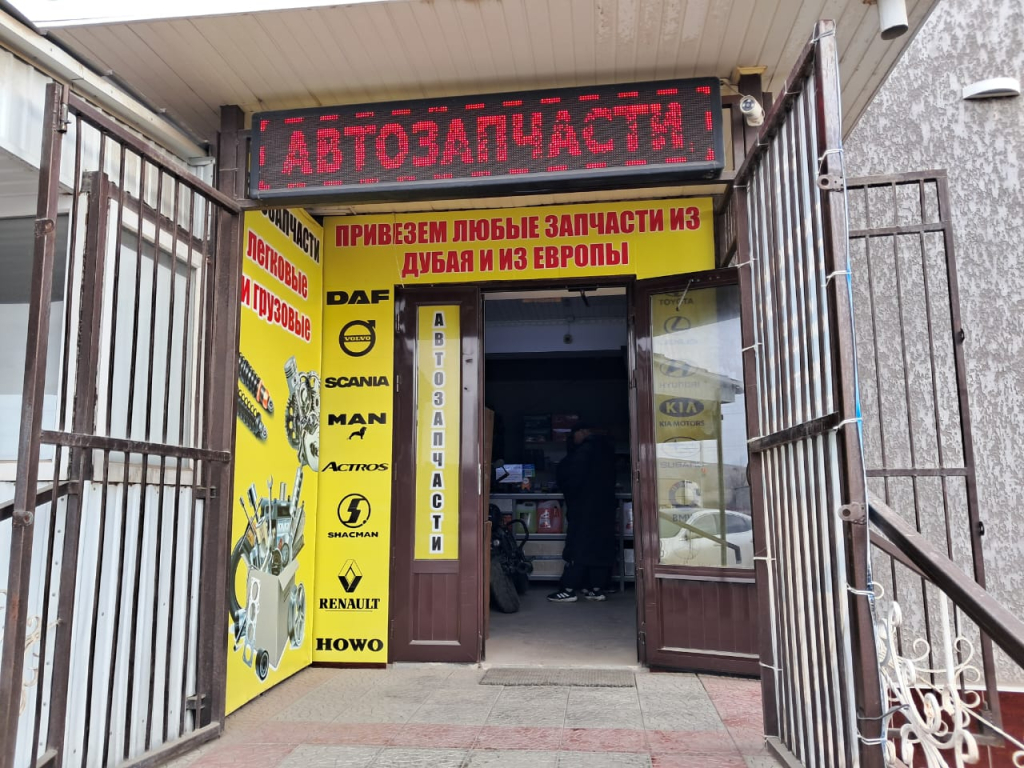 АВТОЗАПЧАСТИ
ПРИВЕЗЕМ ЛЮБЫЕ ЗАПЧАСТИ ИЗ
ДУБАЯ И ИЗ ЕВРОПЫ
ЗАПЧАСТИ
ЛЕГКОВЫЕ
И ГРУЗОВЫЕ
DAF
VOLVO
SCANIA
MAN
ACTROS
SHACMAN
RENAULT
HOWO
АВТОЗАПЧАСТИ
TOYOTA
HYUNDAI
KIA
KIA MOTORS
SUBARU